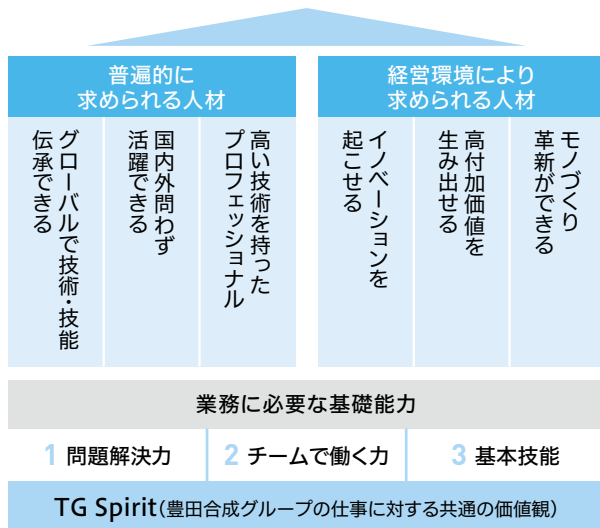 普遍的に
求められる人材
グローバルで技術・技能
伝承できる
国内外問わず
活躍できる
高い技術を持った
プロフェッショナル
経営環境により
求められる人材
イノベーションを
起こせる
高付加価値を
生み出せる
モノづくり
革新ができる
業務に必要な基礎能力
1 問題解決力
2 チームで働く力
3 基本技能
TG Spirit(豊田合成グループの仕事に対する共通の価値観)